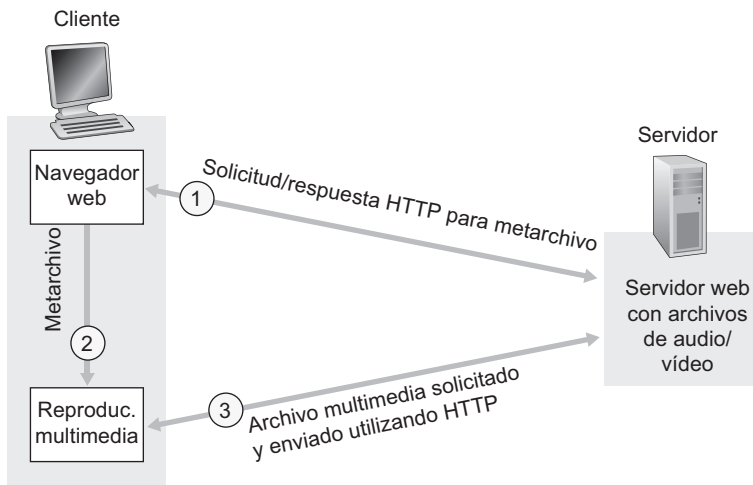 Cliente
Servidor
Navegador
web
1
Solicitud/respuesta HTTP para metarchivo
Metarchivo
2
Servidor web
con archivos
de audio/
vídeo
Reproduc.
multimedia
3
Archivo multimedia solicitado
y enviado utilizando HTTP